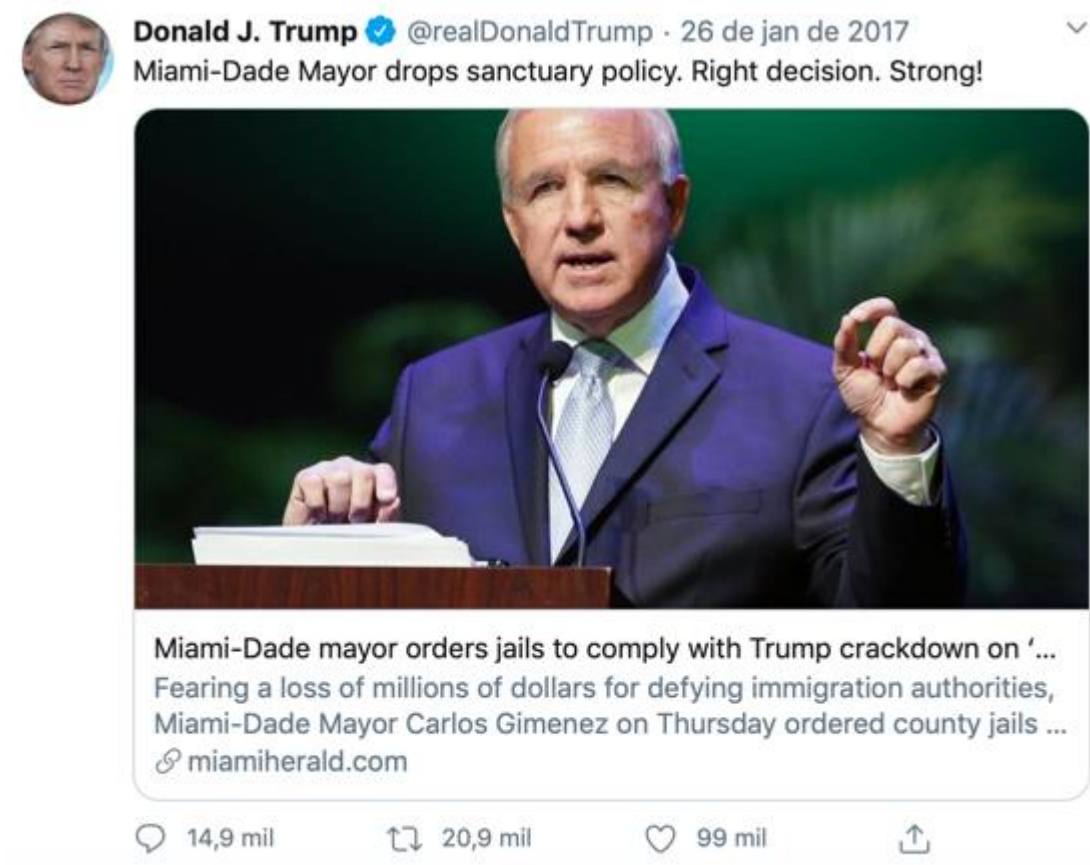 Donald J. Trump @realDonaldTrump · 26 de jan de 2017
Miami-Dade Mayor drops sanctuary policy. Right decision. Strong!
Miami-Dade mayor orders jails to comply with Trump crackdown on ‘...
Fearing a loss of millions of dollars for defying immigration authorities,
Miami-Dade Mayor Carlos Gimenez on Thursday ordered county jails ...
miamiherald.com
14,9 mil 20,9 mil 99 mil